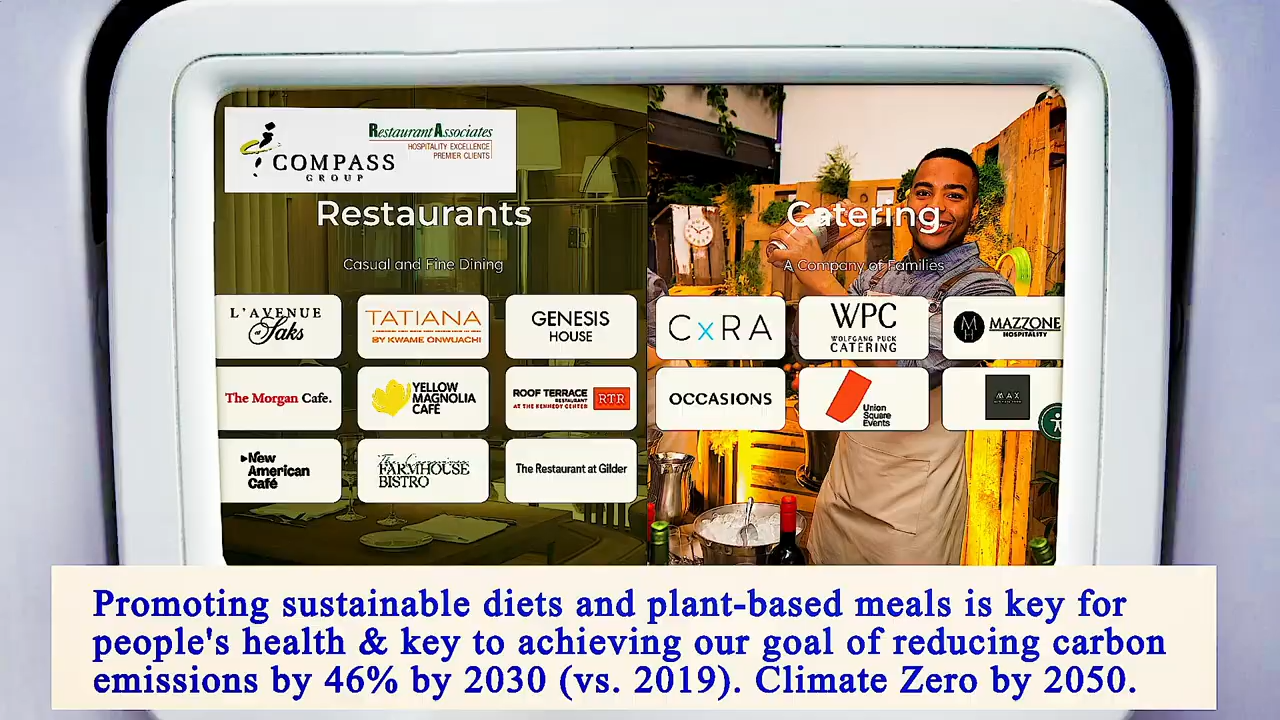 COMPASS
GROUP
Restaurant Associates
HOSPITALITY EXCELLENCE
PREMIER CLIENTS
Restaurants
Casual and Fine Dining
L'AVENUE
at Saks
TATIANA
BY KWAME ONWUACHI
GENESIS
HOUSE
The Morgan Cafe.
YELLOW
MAGNOLIA
CAFÉ
ROOF TERRACE
RESTAURANT
AT THE KENNEDY CENTER
RTR
New
American
Café
FARMHOUSE
BISTRO
The Restaurant at Gilder
Catering
A Company of Families
CxRA
WPC
WOLFGANG PUCK
CATERING
MH
MAZZONE
HOSPITALITY
OCCASIONS
Union
Square
Events
MAX
Promoting sustainable diets and plant-based meals is key for
people's health & key to achieving our goal of reducing carbon
emissions by 46% by 2030 (vs. 2019). Climate Zero by 2050.